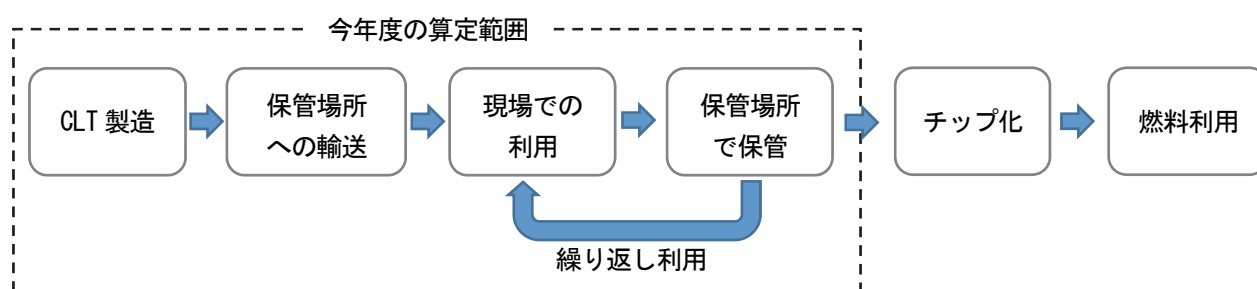 今年度の算定範囲
CLT 製造
保管場所
への輸送
現場での
利用
保管場所
で保管
チップ化
燃料利用
繰り返し利用